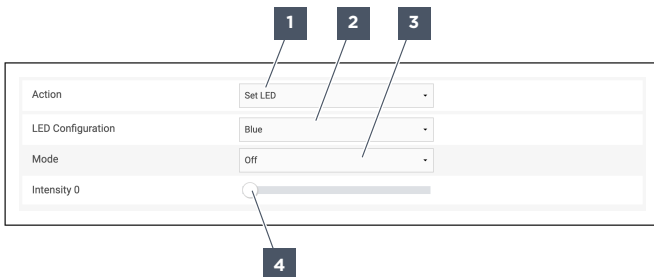 1 2 3
Action Set LED
LED Configuration Blue
Mode Off
Intensity 0
4